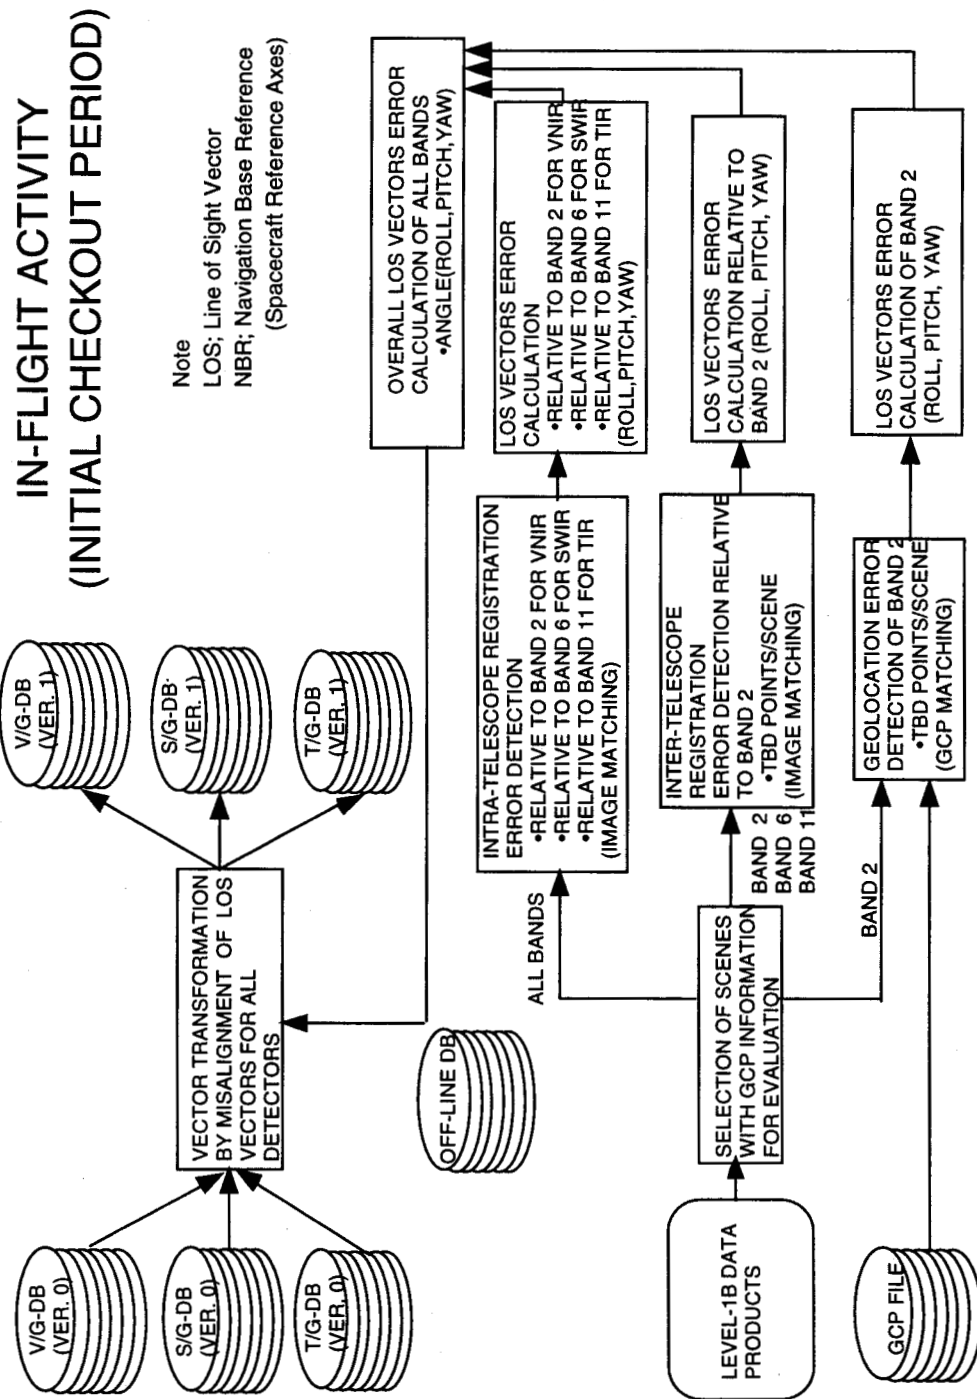 IN-FLIGHT ACTIVITY
(INITIAL CHECKOUT PERIOD)
Note
LOS; Line of Sight Vector
NBR; Navigation Base Reference
(Spacecraft Reference Axes)
V/G-DB
(VER. 0)
S/G-DB
(VER. 0)
T/G-DB
(VER. 0)
VECTOR TRANSFORMATION
BY MISALIGNMENT OF LOS
VECTORS FOR ALL
DETECTORS
V/G-DB
(VER. 1)
S/G-DB
(VER. 1)
T/G-DB
(VER. 1)
OFF-LINE DB
OVERALL LOS VECTORS ERROR
CALCULATION OF ALL BANDS
•ANGLE(ROLL,PITCH,YAW)
ALL BANDS
INTRA-TELESCOPE REGISTRATION
ERROR DETECTION
•RELATIVE TO BAND 2 FOR VNIR
•RELATIVE TO BAND 6 FOR SWIR
•RELATIVE TO BAND 11 FOR TIR
(IMAGE MATCHING)
LOS VECTORS ERROR
CALCULATION
•RELATIVE TO BAND 2 FOR VNIR
•RELATIVE TO BAND 6 FOR SWIR
•RELATIVE TO BAND 11 FOR TIR
(ROLL,PITCH,YAW)
LEVEL-1B DATA
PRODUCTS
SELECTION OF SCENES
WITH GCP INFORMATION
FOR EVALUATION
BAND 2
BAND 6
BAND 11
INTER-TELESCOPE
REGISTRATION
ERROR DETECTION RELATIVE
TO BAND 2
•TBD POINTS/SCENE
(IMAGE MATCHING)
LOS VECTORS ERROR
CALCULATION RELATIVE TO
BAND 2 (ROLL, PITCH, YAW)
GCP FILE
BAND 2
GEOLOCATION ERROR
DETECTION OF BAND 2
•TBD POINTS/SCENE
(GCP MATCHING)
LOS VECTORS ERROR
CALCULATION OF BAND 2
(ROLL, PITCH, YAW)